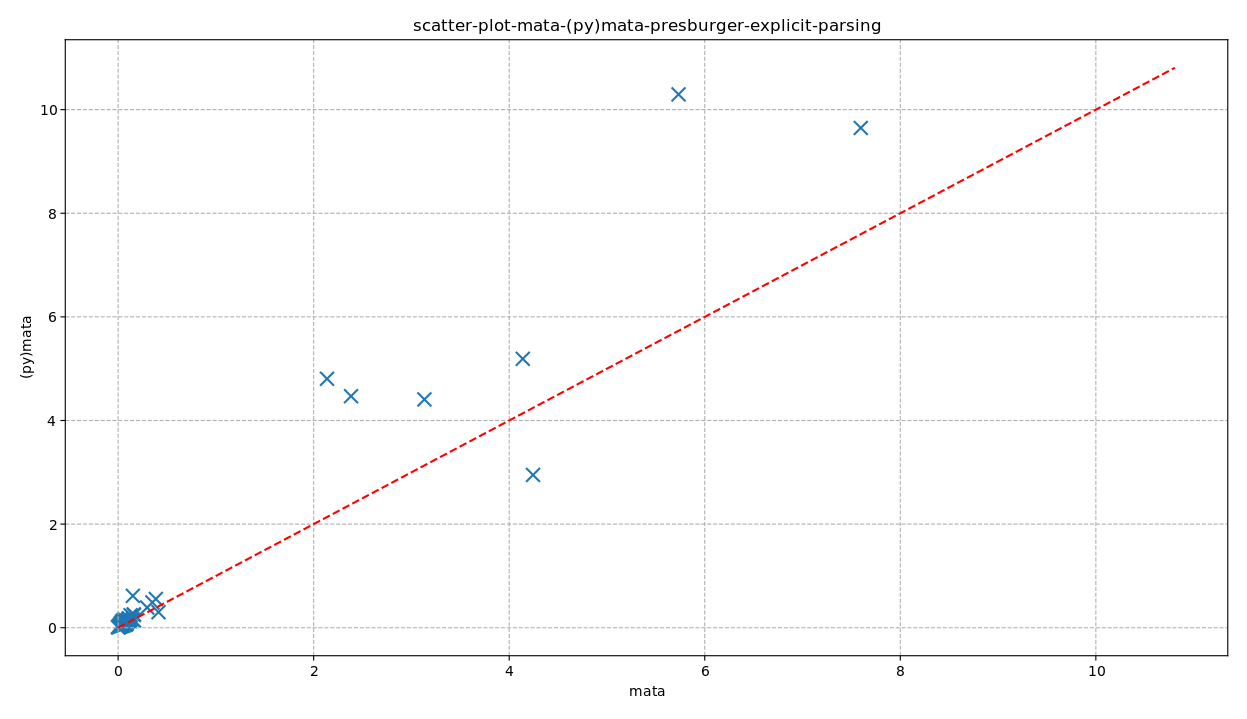 scatter-plot-mata-(py)mata-presburger-explicit-parsing
10
8
6
4
2
0
(py)mata
0 2 4 6 8 10
mata